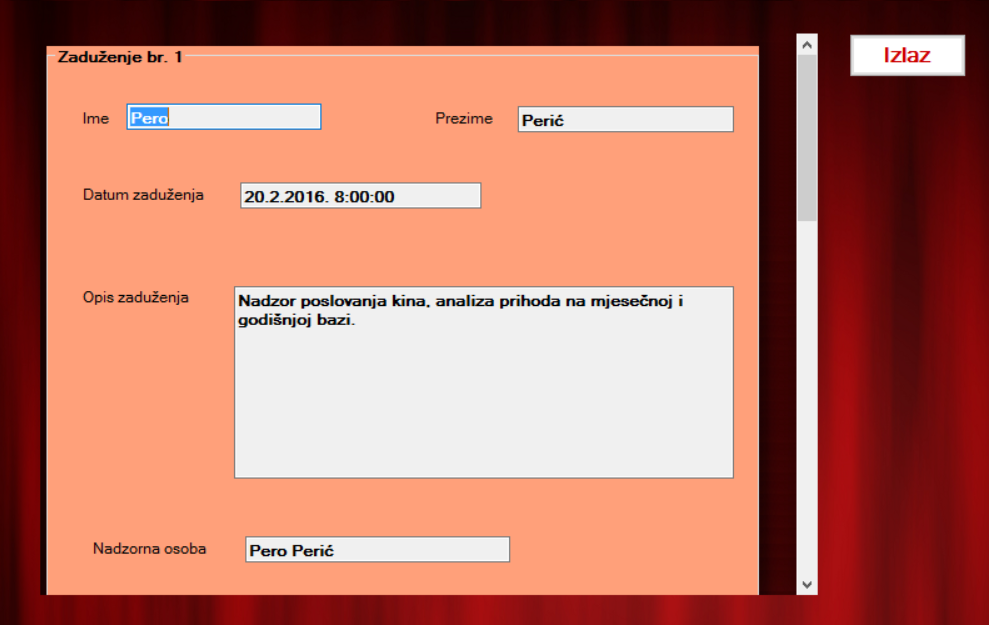 Zaduženje br. 1
Izlaz
Ime Pero Prezime Perić
Datum zaduženja 20.2.2016. 8:00:00
Opis zaduženja Nadzor poslovanja kina, analiza prihoda na mjesečnoj i
godišnjoj bazi.
Nadzorna osoba Pero Perić